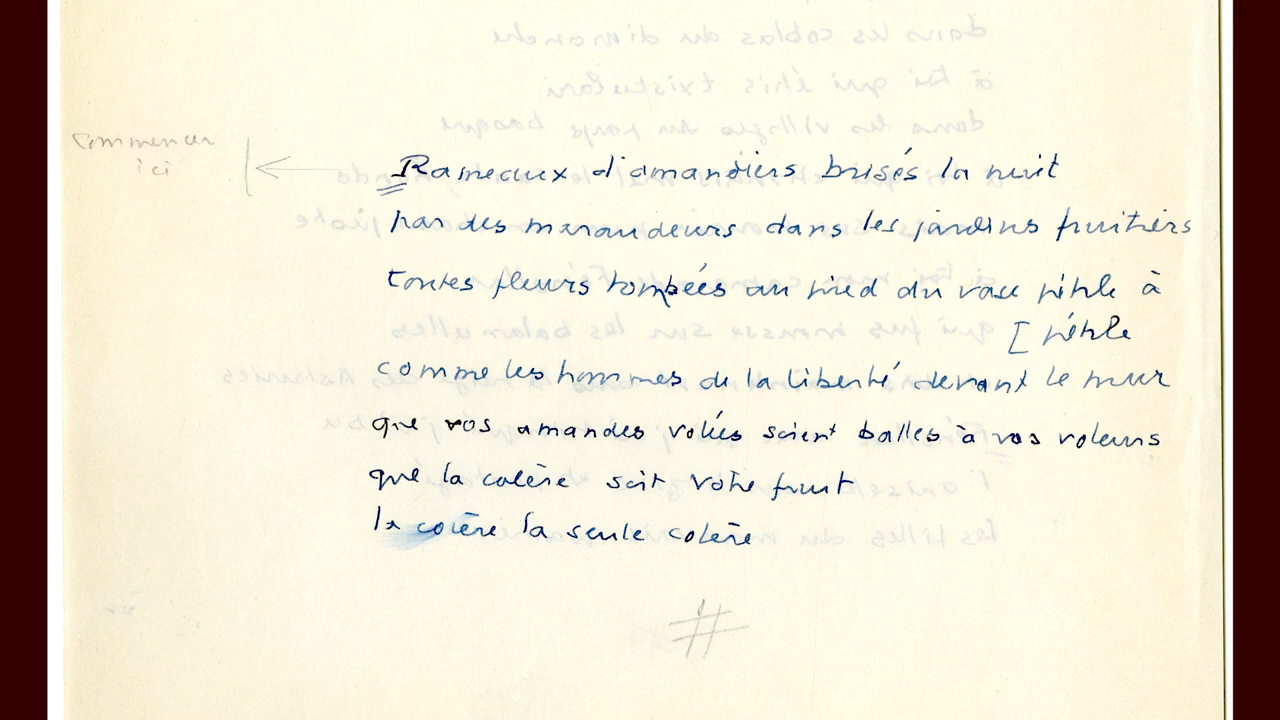 commencer
ici
Rameaux d'amandiers brisés la nuit
par des maraudeurs dans les jardins fruitiers
toutes fleurs tombées au pied du vase pétale à
[ pétale
comme les hommes de la liberté devant le mur
que vos amandes volées soient balles à vos voleurs
que la colère soit votre fruit
la colère la seule colère
#